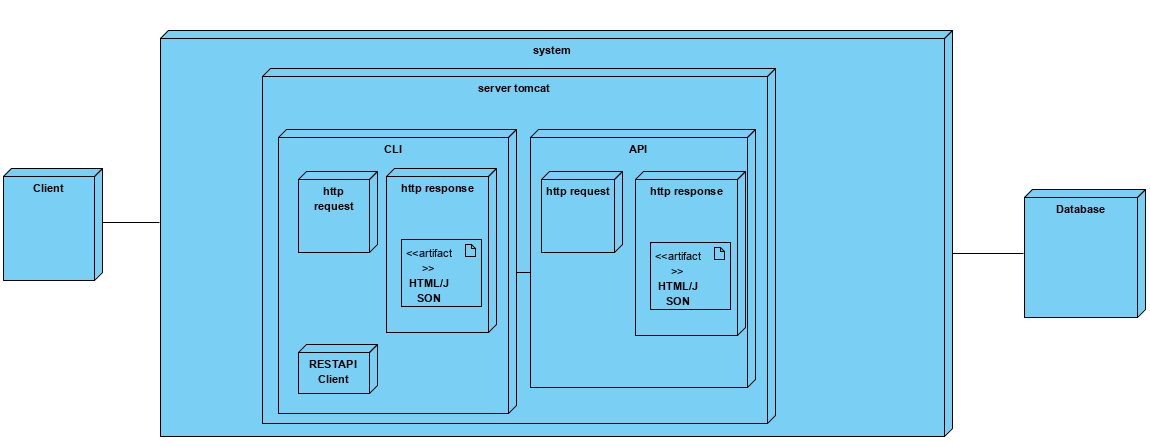 system
server tomcat
CLI
API
Client
http
request
http response
http request
http response
Database
<<artifact
>>
HTML/J
SON
<<artifact
>>
HTML/J
SON
RESTAPI
Client